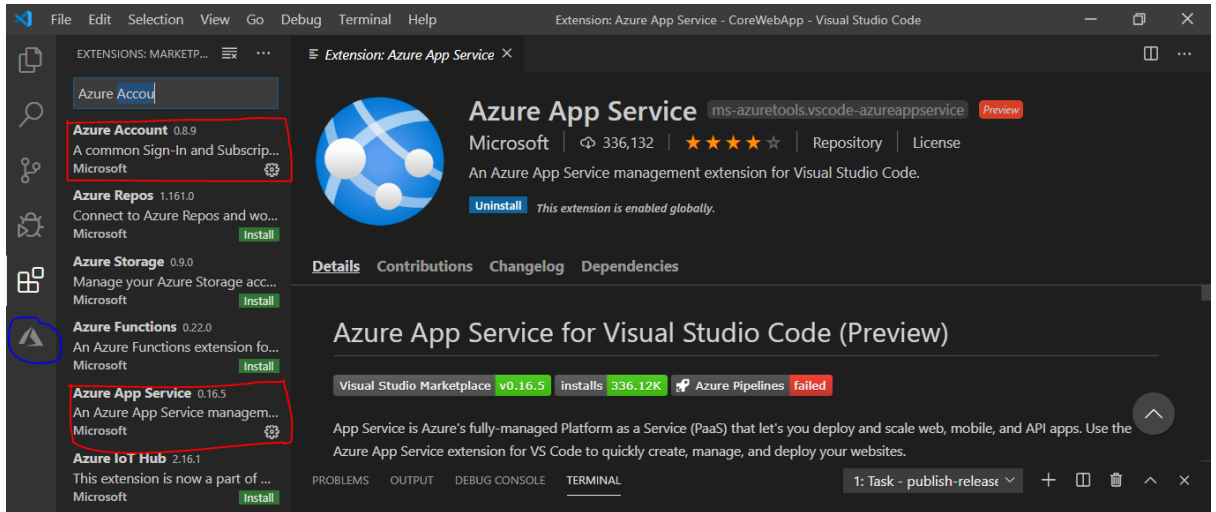 File Edit Selection View Go Debug Terminal Help Extension: Azure App Service - CoreWebApp - Visual Studio Code
EXTENSIONS: MARKETP...
Azure Accou
Azure Account 0.8.9
A common Sign-In and Subscrip...
Microsoft
Azure Repos 1.161.0
Connect to Azure Repos and wo...
Microsoft Install
Azure Storage 0.9.0
Manage your Azure Storage acc...
Microsoft Install
Azure Functions 0.22.0
An Azure Functions extension fo...
Microsoft Install
Azure App Service 0.16.5
An Azure App Service managem...
Microsoft
Azure IoT Hub 2.16.1
This extension is now a part of ...
Microsoft Install
Extension: Azure App Service
Azure App Service ms-azuretools.vscode-azureappservice Preview
Microsoft 336,132 Repository License
An Azure App Service management extension for Visual Studio Code.
Uninstall This extension is enabled globally.
Details Contributions Changelog Dependencies
Azure App Service for Visual Studio Code (Preview)
Visual Studio Marketplace v0.16.5 installs 336.12K Azure Pipelines failed
App Service is Azure's fully-managed Platform as a Service (PaaS) that let's you deploy and scale web, mobile, and API apps. Use the
Azure App Service extension for VS Code to quickly create, manage, and deploy your websites.
PROBLEMS OUTPUT DEBUG CONSOLE TERMINAL 1: Task - publish-release